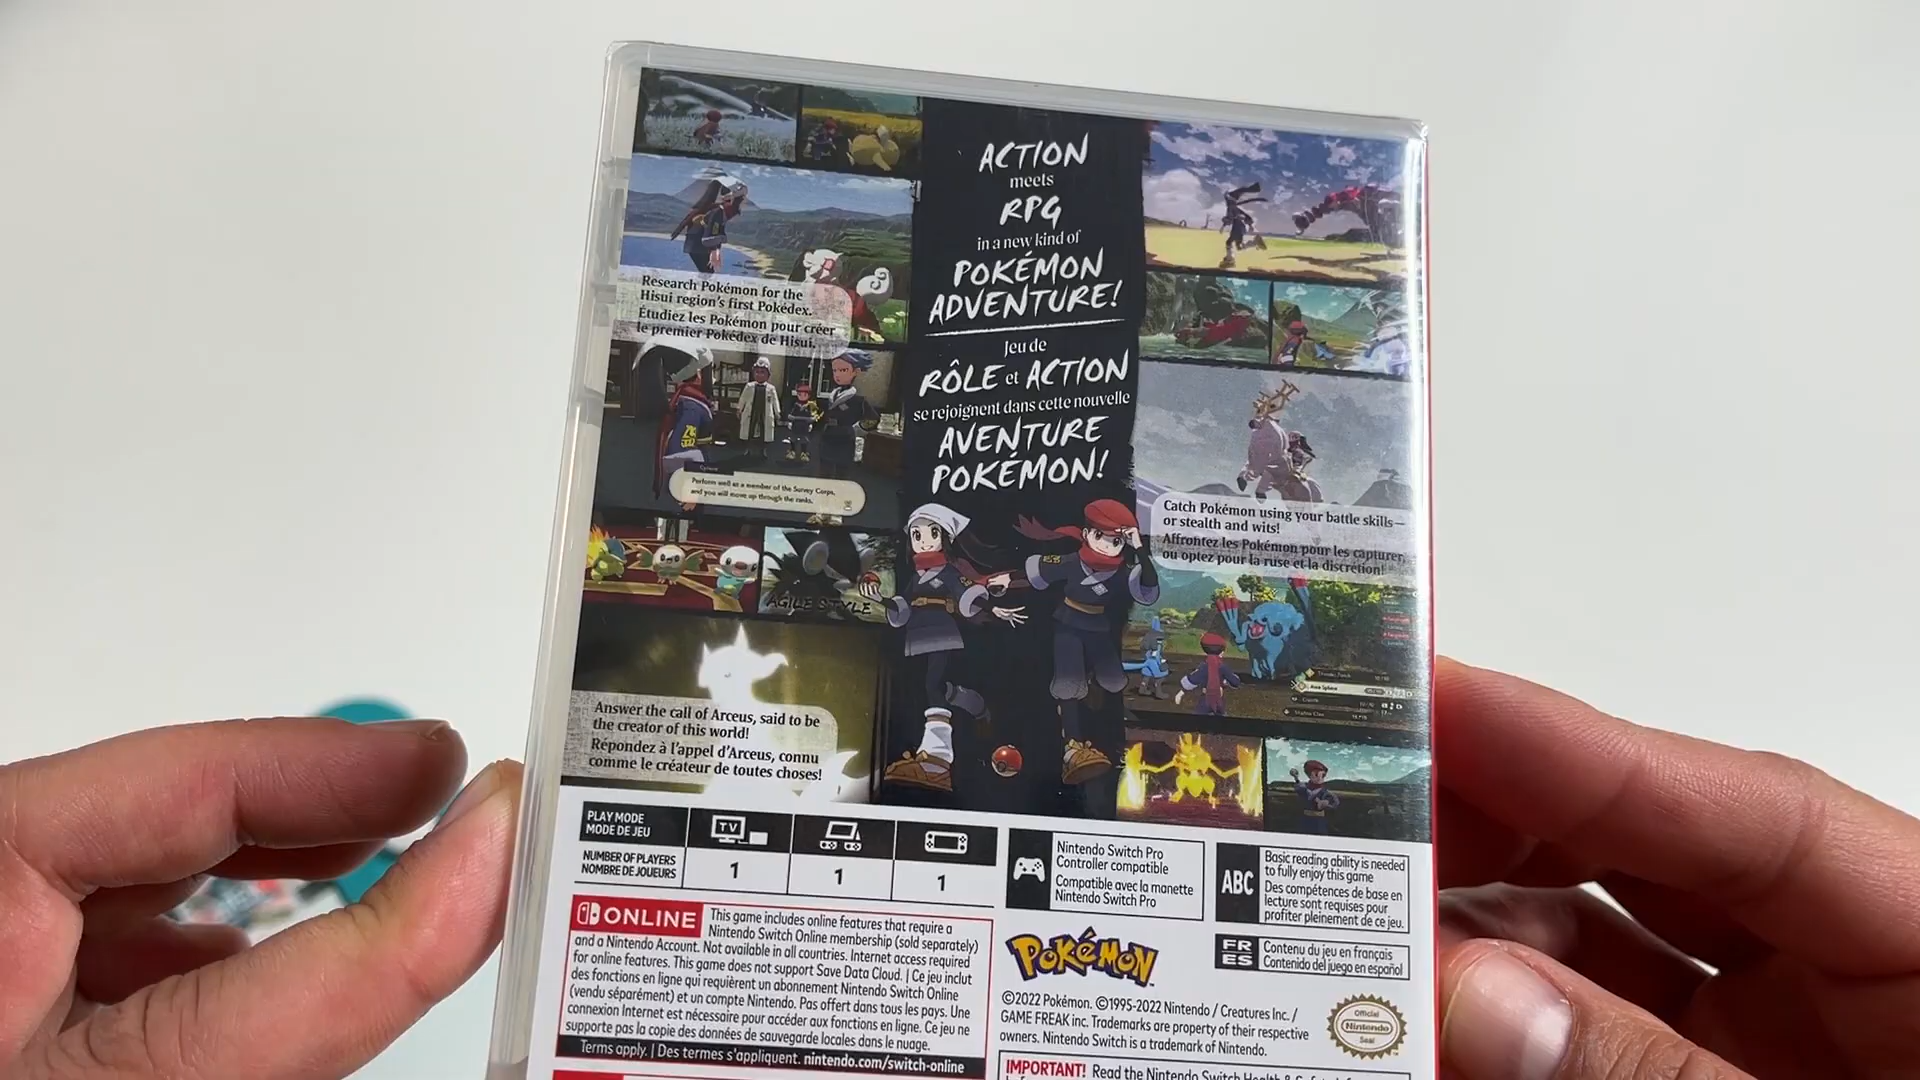 ACTION
meets
RPG
in a new kind of
POKÉMON
ADVENTURE!
Jeu de
RÔLE et ACTION
se rejoignent dans cette nouvelle
AVENTURE
POKÉMON!
Research Pokémon for the
Hisui region's first Pokédex.
Étudiez les Pokémon pour créer
le premier Pokédex de Hisui.
Cyllene
Perform well as a member of the Survey Corps,
and you will move up through the ranks.
AGILE STYLE
Answer the call of Arceus, said to be
the creator of this world!
Répondez à l'appel d'Arceus, connu
comme le créateur de toutes choses!
Catch Pokémon using your battle skills—
or stealth and wits!
Affrontez les Pokémon pour les capturer,
ou optez pour la ruse et la discrétion!
Aura Sphere
Shadow Claw
PLAY MODE
MODE DE JEU
TV
NUMBER OF PLAYERS
NOMBRE DE JOUEURS
1
1
1
Nintendo Switch Pro
Controller compatible
Compatible avec la manette
Nintendo Switch Pro
ABC
Basic reading ability is needed
to fully enjoy this game
Des compétences de base en
lecture sont requises pour
profiter pleinement de ce jeu.
ONLINE
This game includes online features that require a
Nintendo Switch Online membership (sold separately)
and a Nintendo Account. Not available in all countries. Internet access required
for online features. This game does not support Save Data Cloud. | Ce jeu inclut
des fonctions en ligne qui requièrent un abonnement Nintendo Switch Online
(vendu séparément) et un compte Nintendo. Pas offert dans tous les pays. Une
connexion Internet est nécessaire pour accéder aux fonctions en ligne. Ce jeu ne
supporte pas la copie des données de sauvegarde locales dans le nuage.
Terms apply. | Des termes s'appliquent. nintendo.com/switch-online
POKéMON
FR
ES
Contenu du jeu en français
Contenido del juego en español
©2022 Pokémon. ©1995-2022 Nintendo / Creatures Inc. /
GAME FREAK inc. Trademarks are property of their respective
owners. Nintendo Switch is a trademark of Nintendo.
Official
Nintendo
Seal
IMPORTANT! Read the Nintendo Switch Health & Safety